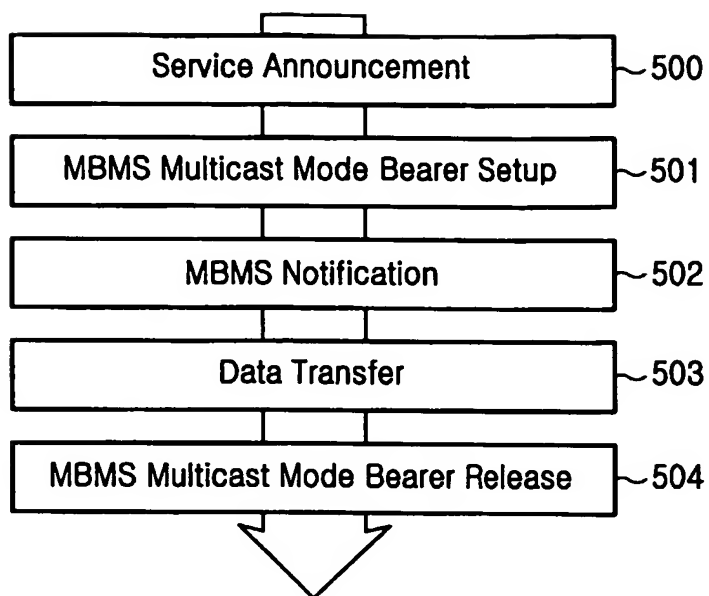 Service Announcement 500
MBMS Multicast Mode Bearer Setup 501
MBMS Notification 502
Data Transfer 503
MBMS Multicast Mode Bearer Release 504